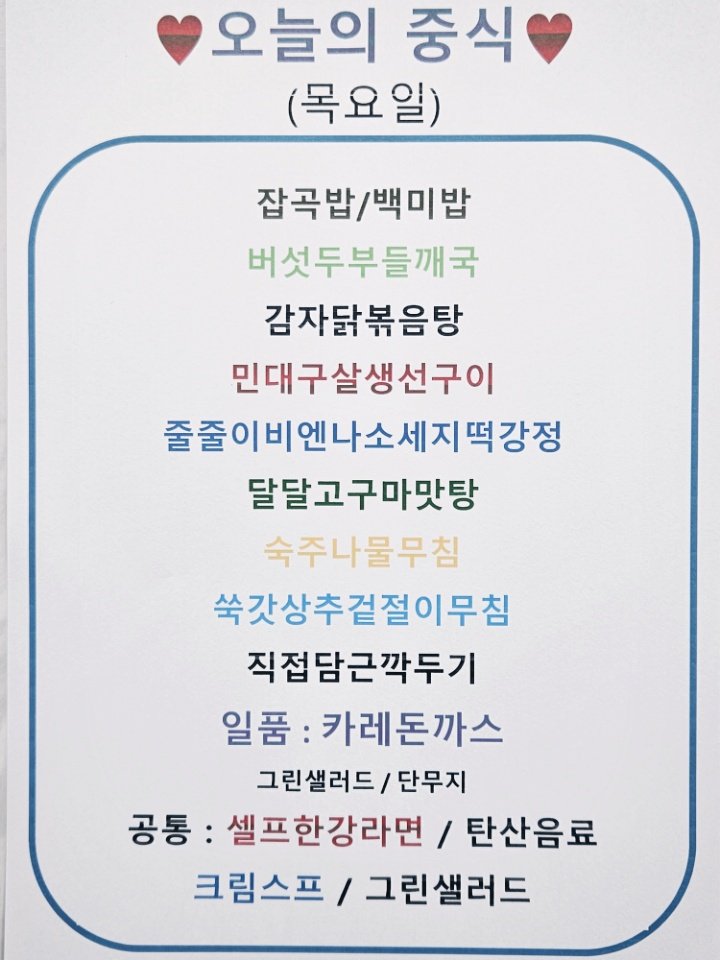 ♥오늘의 중식♥
(목요일)
잡곡밥/백미밥
버섯두부들깨국
감자닭볶음탕
민대구살생선구이
줄줄이비엔나소세지떡강정
달달고구마맛탕
숙주나물무침
쑥갓상추겉절이무침
직접담근깍두기
일품 : 카레돈까스
그린샐러드 / 단무지
공통 : 셀프한강라면 / 탄산음료
크림스프 / 그린샐러드